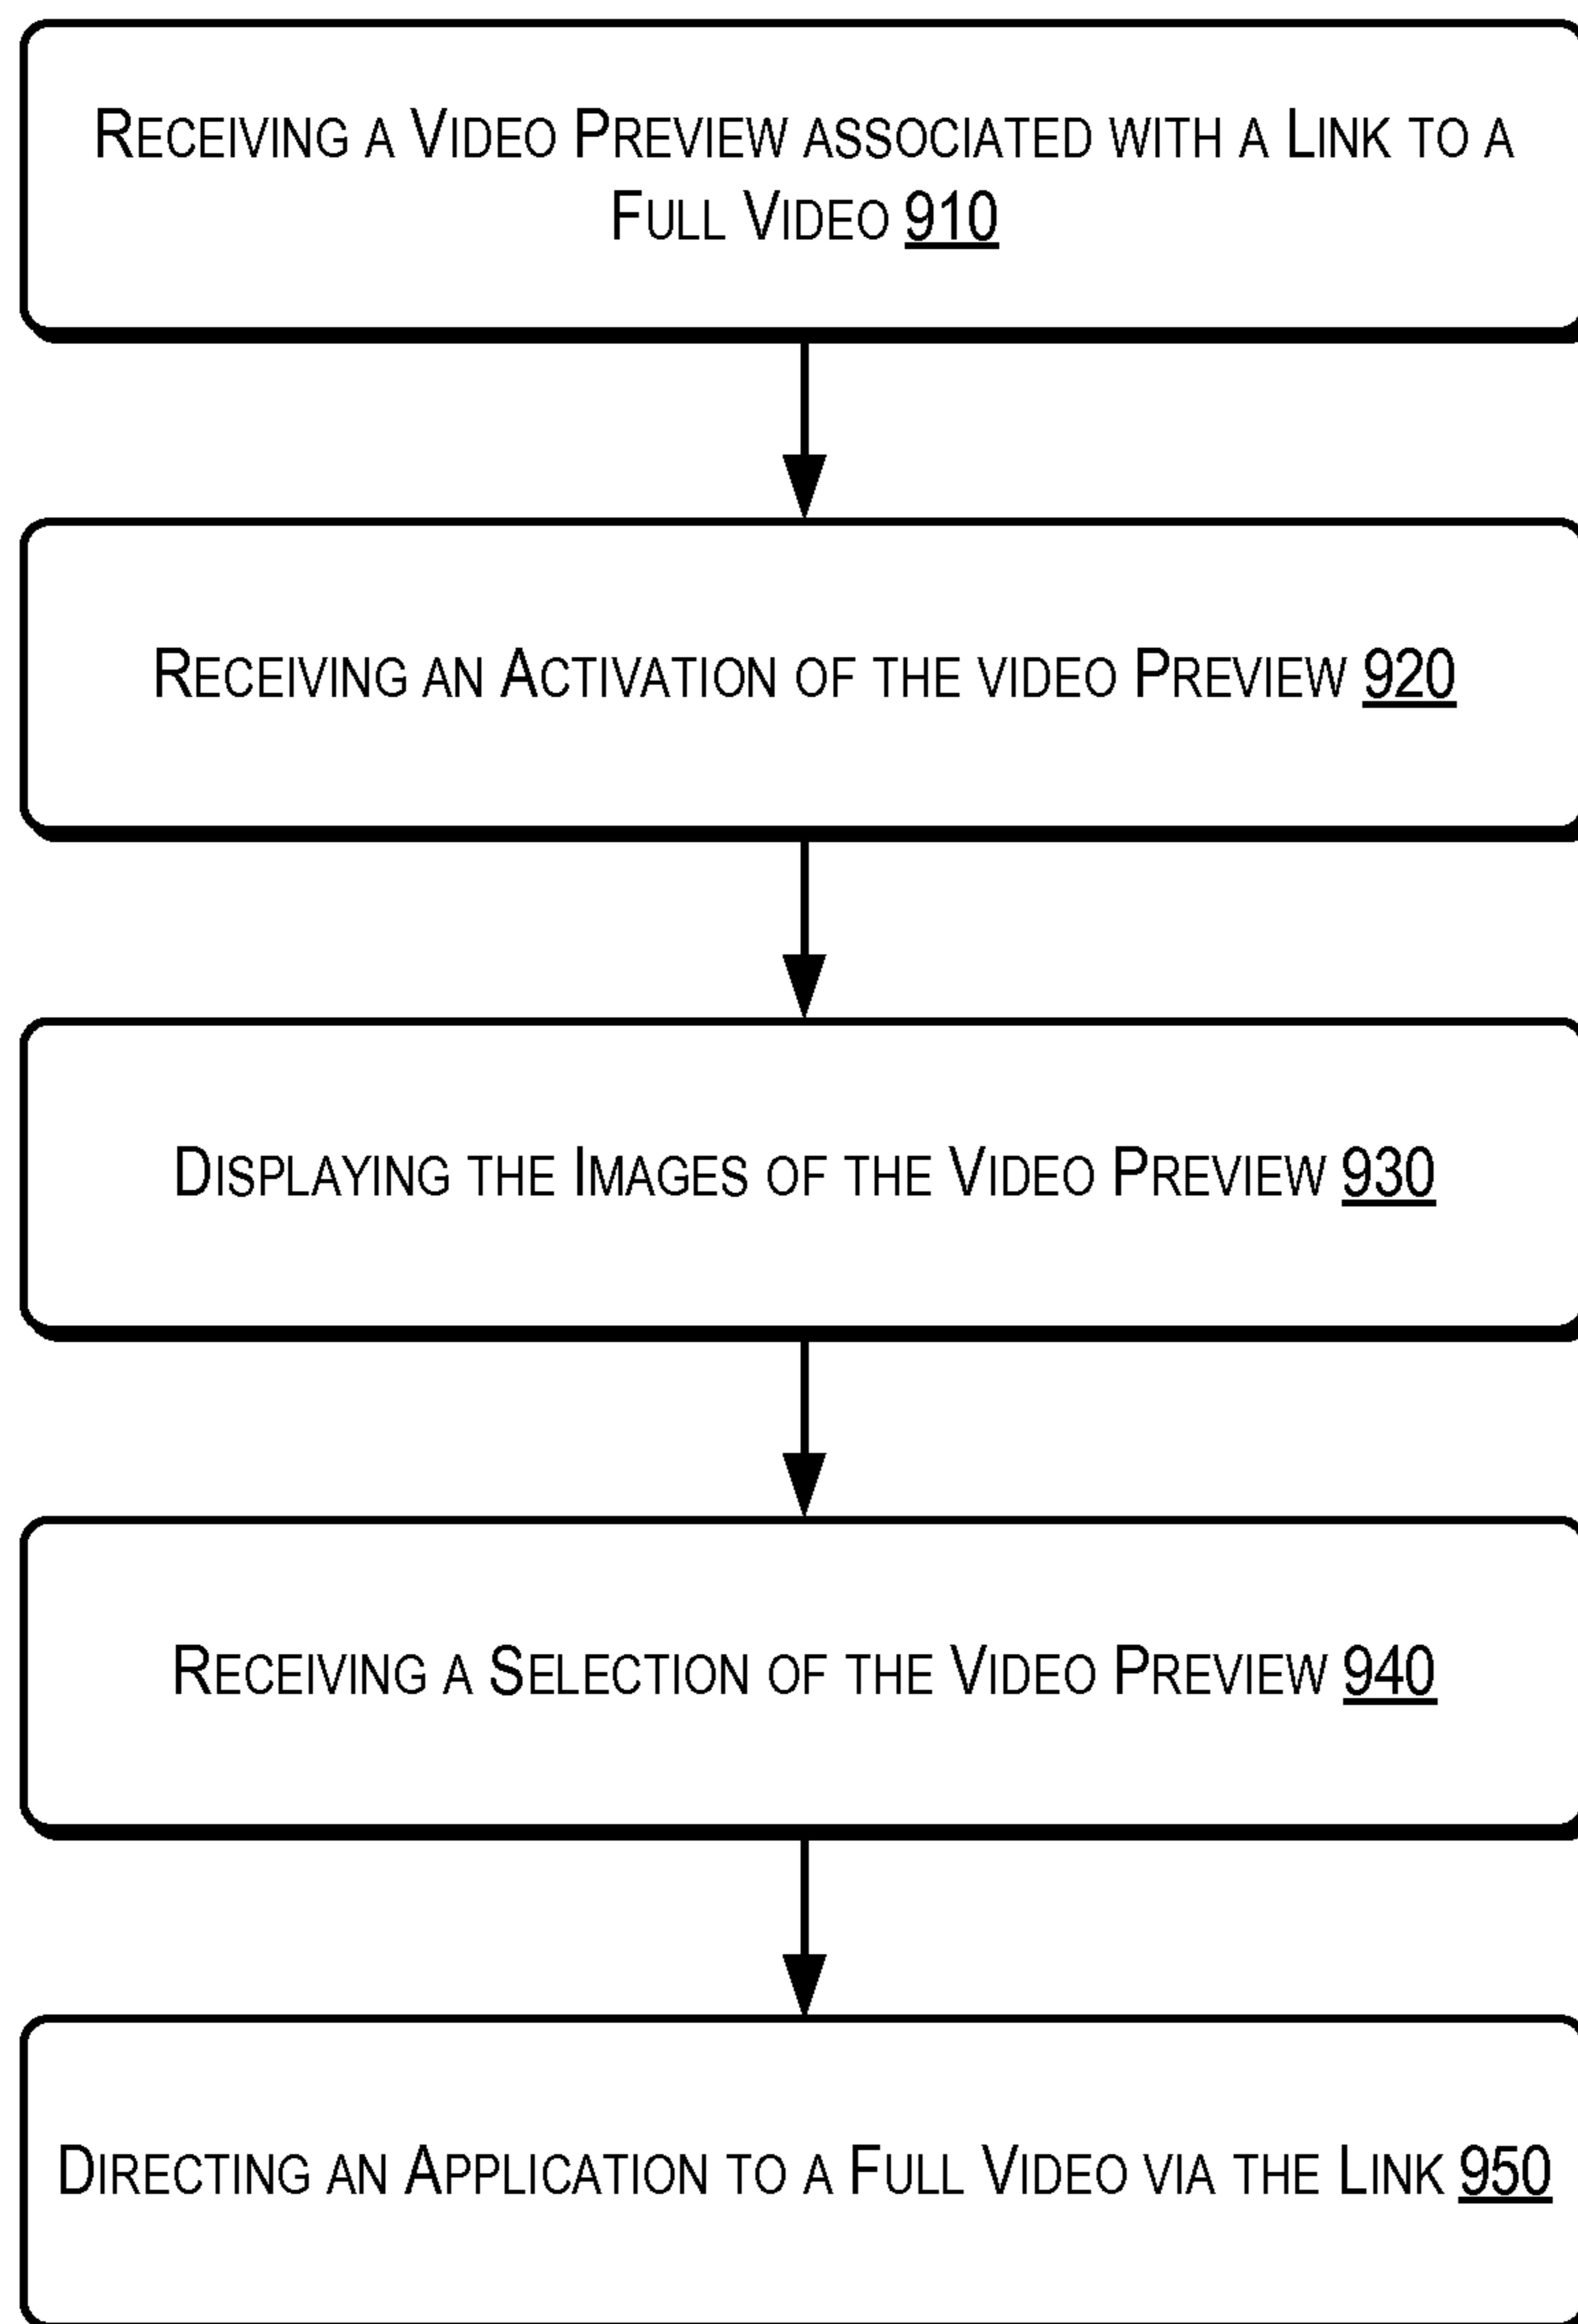 Receiving a Video Preview associated with a Link to a
Full Video 910
Receiving an Activation of the video Preview 920
Displaying the Images of the Video Preview 930
Receiving a Selection of the Video Preview 940
Directing an Application to a Full Video via the Link 950